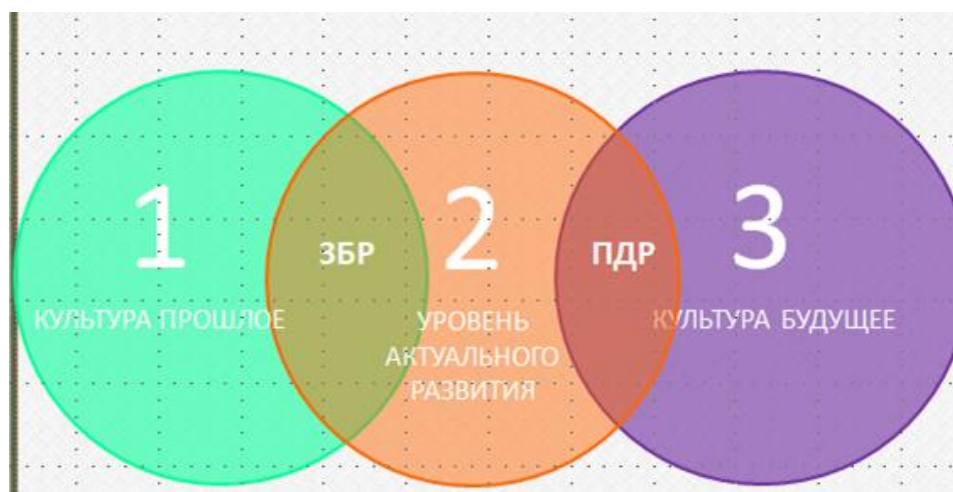 1
КУЛЬТУРА ПРОШЛОЕ
ЗБР
2
УРОВЕНЬ
АКТУАЛЬНОГО
РАЗВИТИЯ
ПДР
3
КУЛЬТУРА БУДУЩЕЕ